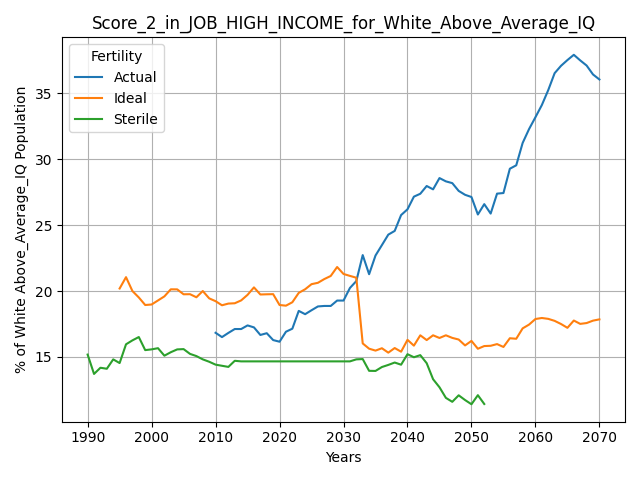 Score_2_in_JOB_HIGH_INCOME_for_White_Above_Average_IQ
Fertility
Actual
Ideal
Sterile
% of White Above_Average_IQ Population
35
30
25
20
15
1990 2000 2010 2020 2030 2040 2050 2060 2070
Years